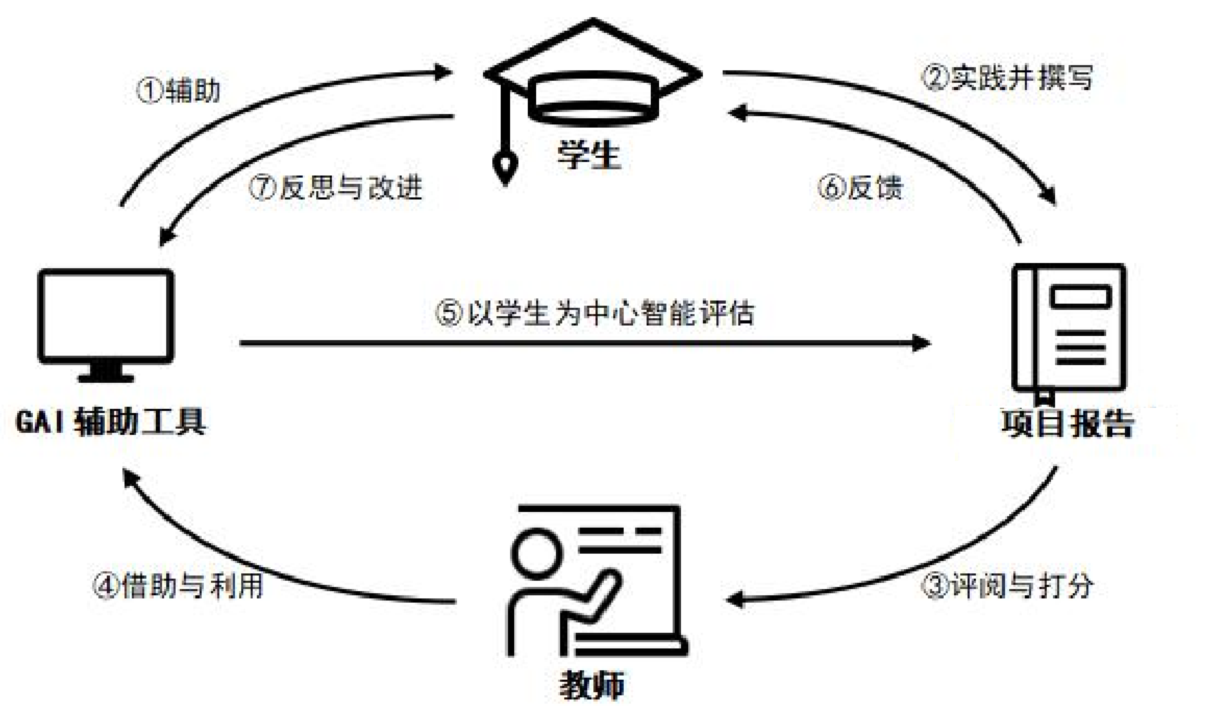 ①辅助
②实践并撰写
学生
⑦反思与改进
⑥反馈
⑤以学生为中心智能评估
GAI 辅助工具
项目报告
④借助与利用
③评阅与打分
教师